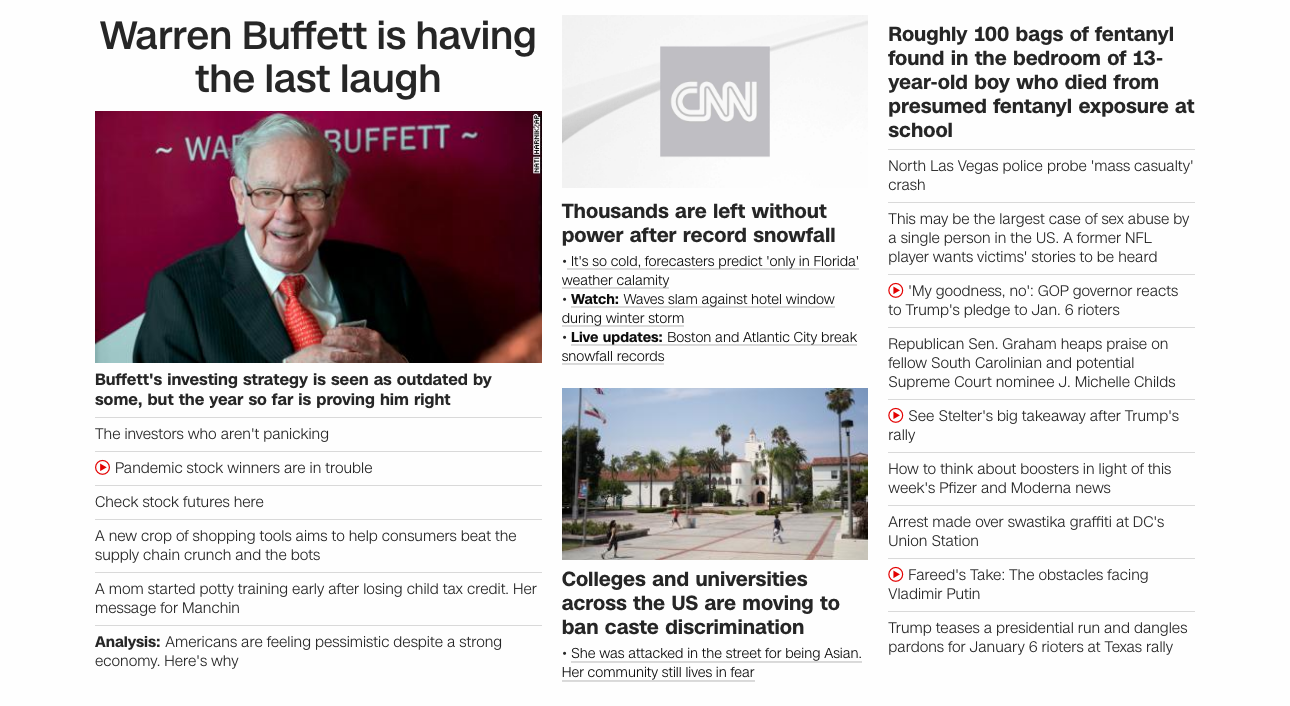 Warren Buffett is having
the last laugh
~ WA BUFFETT ~
NATI HARNIK/AP
Buffett's investing strategy is seen as outdated by
some, but the year so far is proving him right
The investors who aren't panicking
Pandemic stock winners are in trouble
Check stock futures here
A new crop of shopping tools aims to help consumers beat the
supply chain crunch and the bots
A mom started potty training early after losing child tax credit. Her
message for Manchin
Analysis: Americans are feeling pessimistic despite a strong
economy. Here's why
CNN
Thousands are left without
power after record snowfall
• It's so cold, forecasters predict 'only in Florida'
weather calamity
• Watch: Waves slam against hotel window
during winter storm
• Live updates: Boston and Atlantic City break
snowfall records
Colleges and universities
across the US are moving to
ban caste discrimination
• She was attacked in the street for being Asian.
Her community still lives in fear
Roughly 100 bags of fentanyl
found in the bedroom of 13-
year-old boy who died from
presumed fentanyl exposure at
school
North Las Vegas police probe 'mass casualty'
crash
This may be the largest case of sex abuse by
a single person in the US. A former NFL
player wants victims' stories to be heard
'My goodness, no': GOP governor reacts
to Trump's pledge to Jan. 6 rioters
Republican Sen. Graham heaps praise on
fellow South Carolinian and potential
Supreme Court nominee J. Michelle Childs
See Stelter's big takeaway after Trump's
rally
How to think about boosters in light of this
week's Pfizer and Moderna news
Arrest made over swastika graffiti at DC's
Union Station
Fareed's Take: The obstacles facing
Vladimir Putin
Trump teases a presidential run and dangles
pardons for January 6 rioters at Texas rally